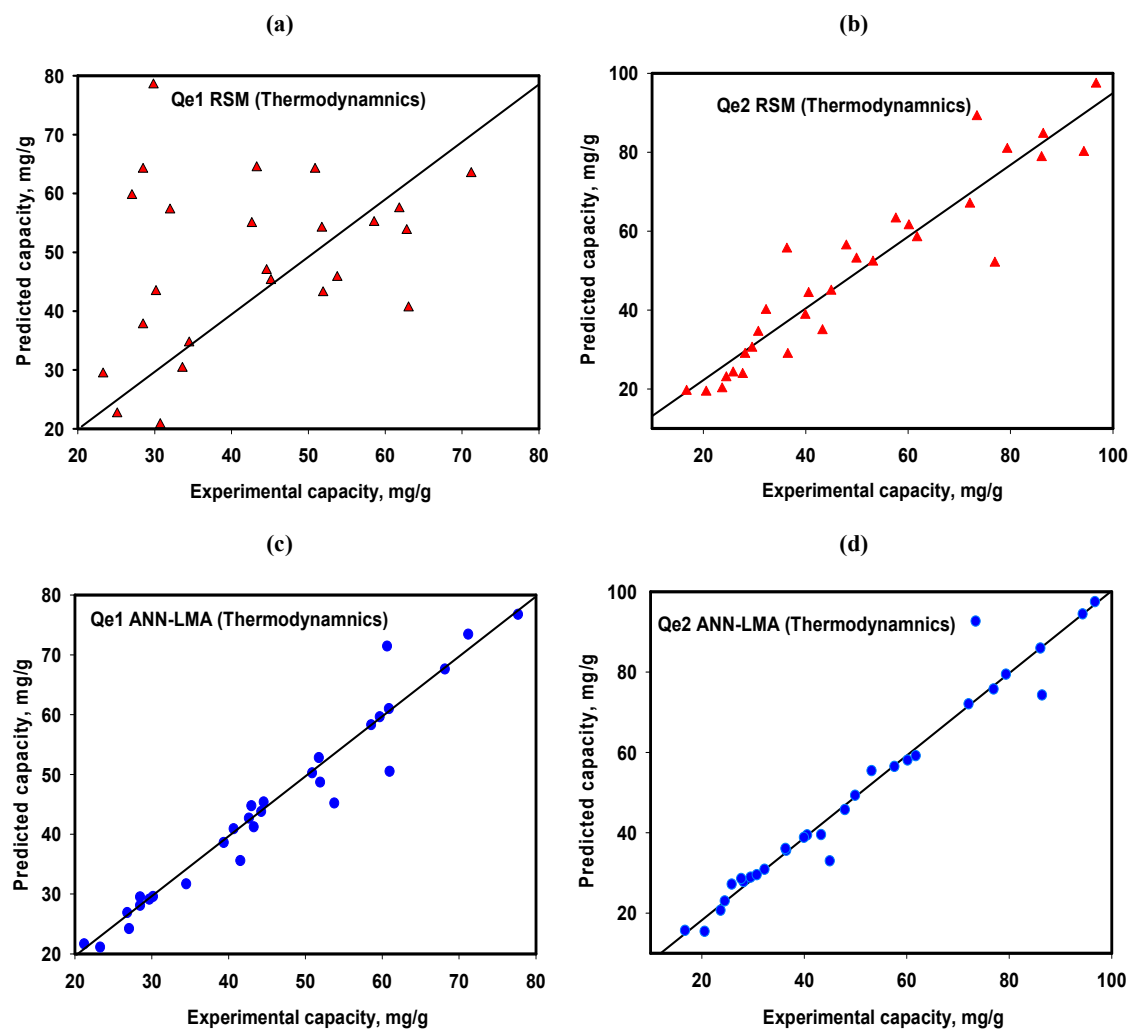 (a)
(b)
Qe1 RSM (Thermodynamnics)
Predicted capacity, mg/g
80
70
60
50
40
30
20
20 30 40 50 60 70 80
Experimental capacity, mg/g
Qe2 RSM (Thermodynamnics)
Predicted capacity, mg/g
100
80
60
40
20
20 40 60 80 100
Experimental capacity, mg/g
(c)
(d)
Qe1 ANN-LMA (Thermodynamnics)
Predicted capacity, mg/g
80
70
60
50
40
30
20
20 30 40 50 60 70 80
Experimental capacity, mg/g
Qe2 ANN-LMA (Thermodynamnics)
Predicted capacity, mg/g
100
80
60
40
20
20 40 60 80 100
Experimental capacity, mg/g